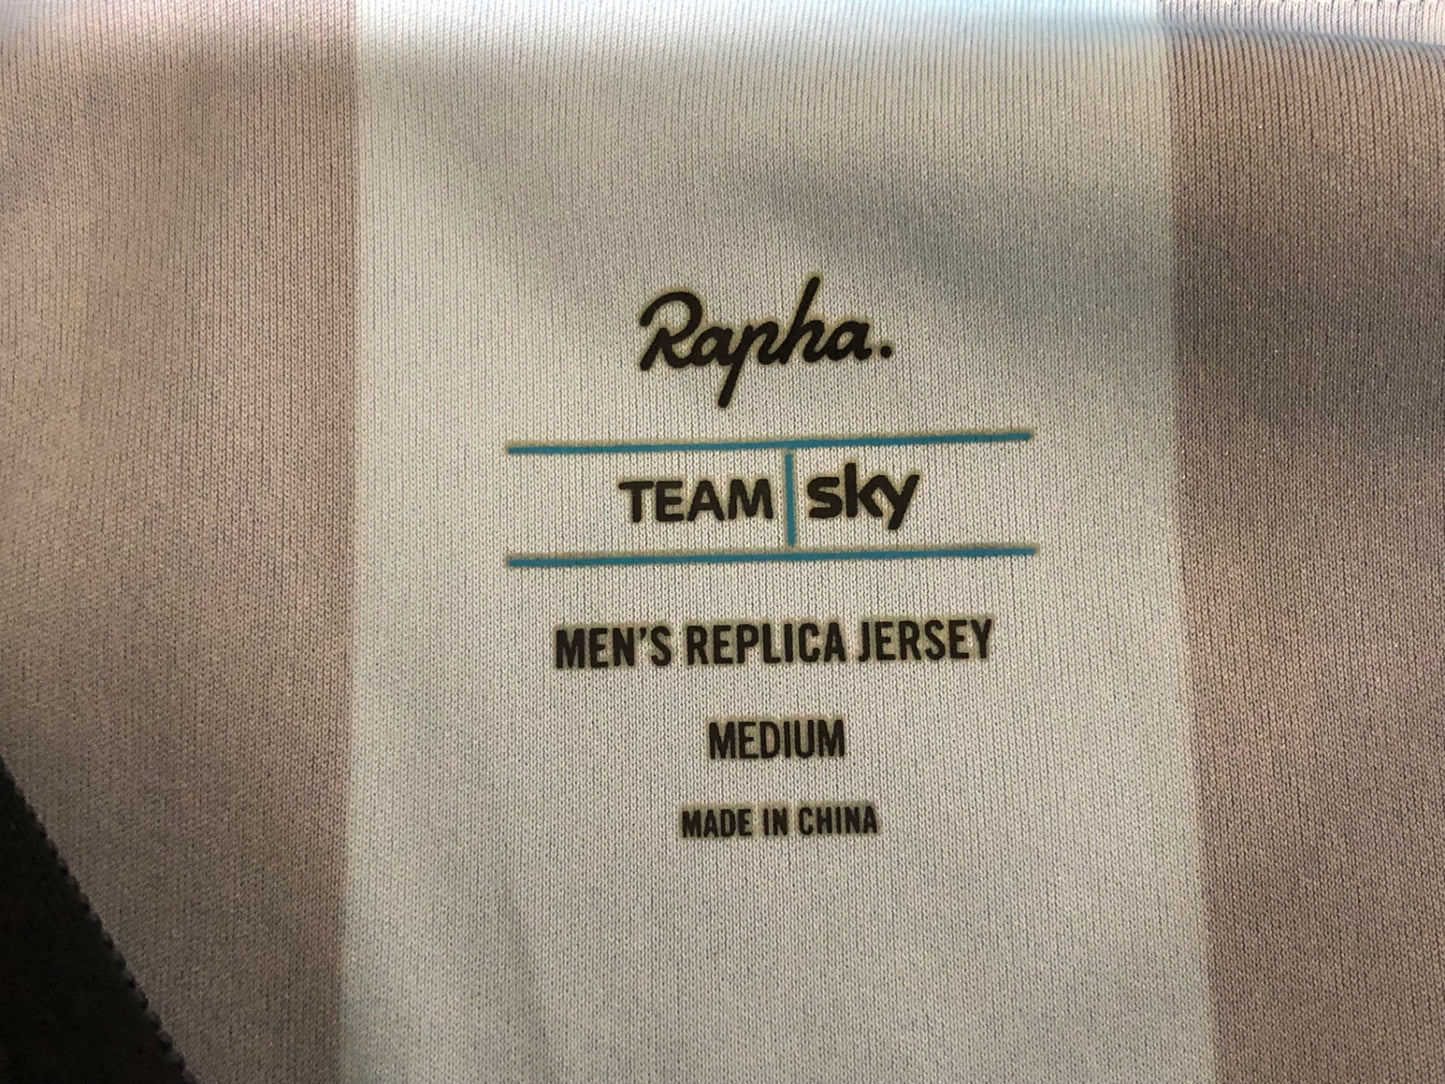 Rapha.
TEAM sky
MEN'S REPLICA JERSEY
MEDIUM
MADE IN CHINA